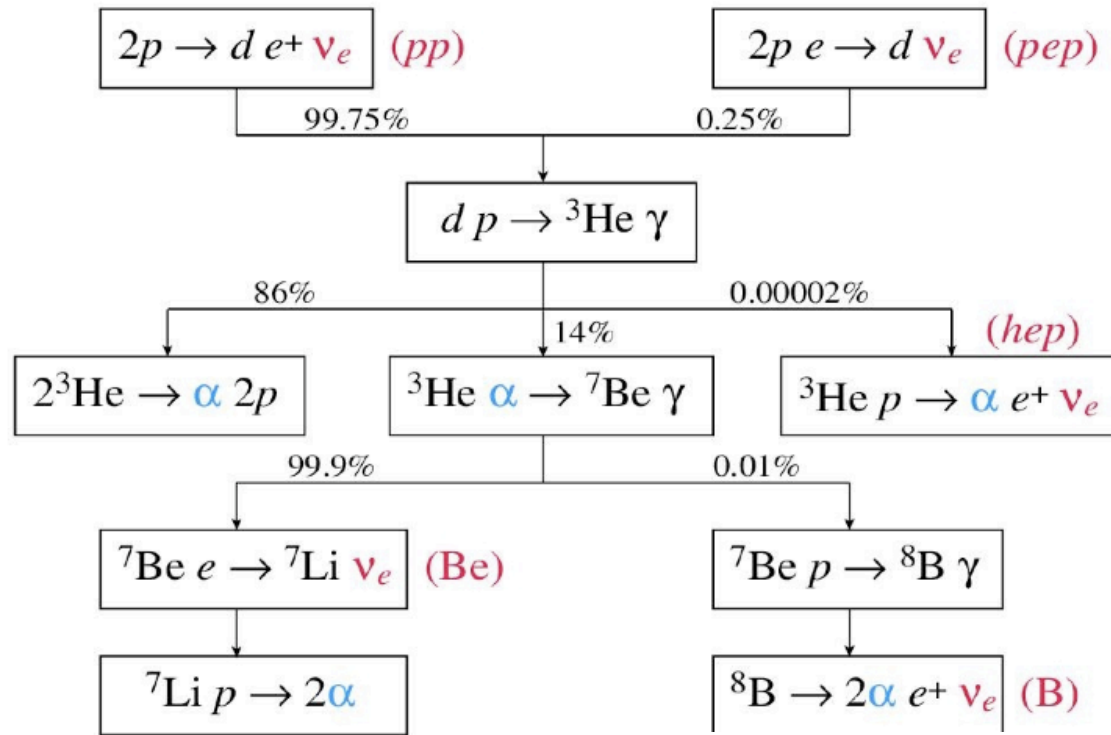 2p → d e⁺ νₑ (pp) 2p e → d νₑ (pep)
99.75% 0.25%
d p → ³He γ
86% 0.00002%
14% (hep)
2³He → α 2p ³He α → ⁷Be γ ³He p → α e⁺ νₑ
99.9% 0.01%
⁷Be e → ⁷Li νₑ (Be) ⁷Be p → ⁸B γ
⁷Li p → 2α ⁸B → 2α e⁺ νₑ (B)